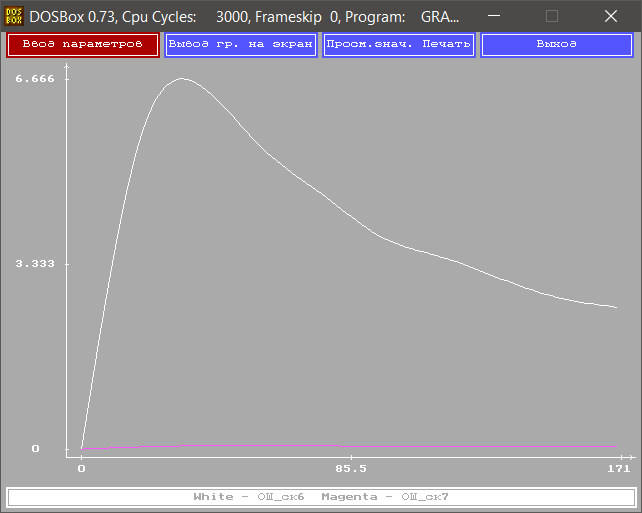 DOSBox 0.73, Cpu Cycles: 3000, Frameskip 0, Program: GRA...
Ввод параметров Вывод гр. на экран Просм.знач. Печать Выход
6.666
3.333
0
0 85.5 171
White - ОШ_ск6 Magenta - ОШ_ск7